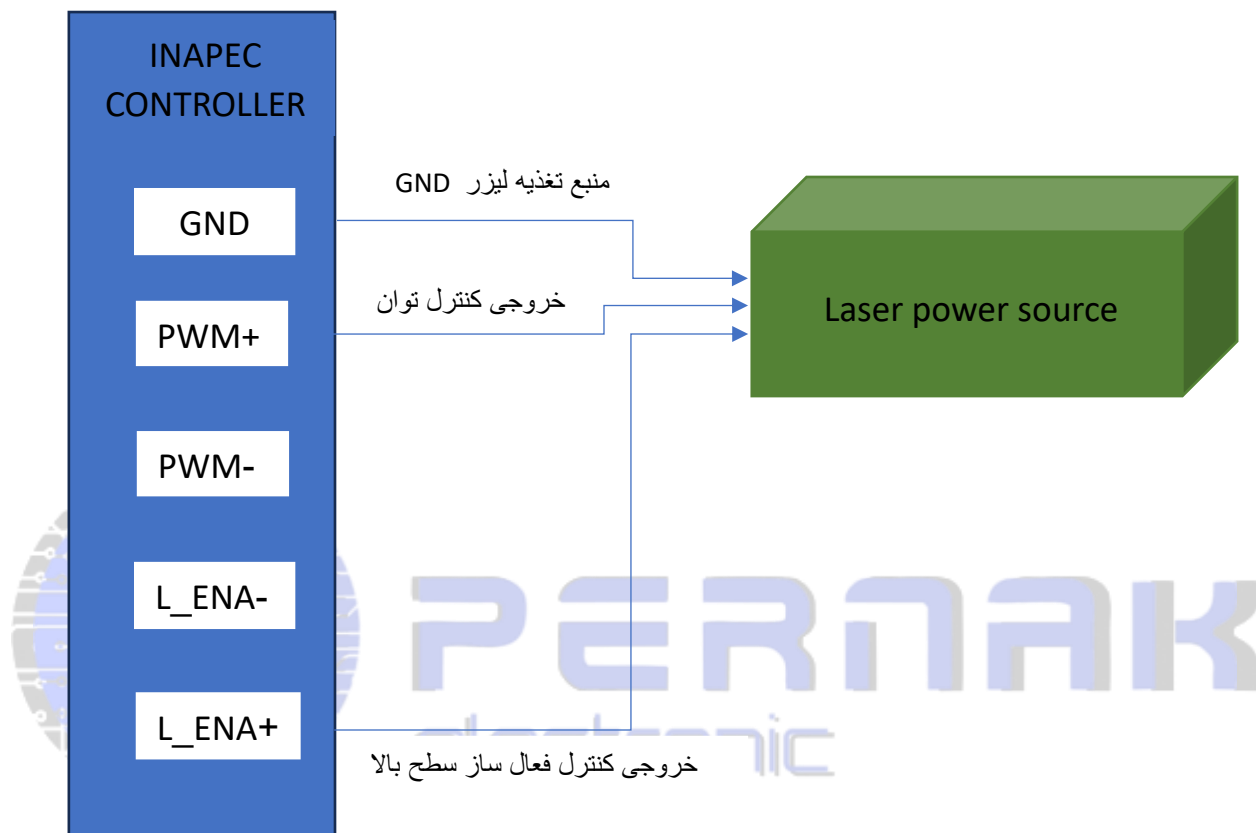 INAPEC
CONTROLLER
منبع تغذیه لیزر GND
GND
خروجی کنترل توان
PWM+
Laser power source
PWM-
L_ENA-
PERNAK
L_ENA+
electronic
خروجی کنترل فعال ساز سطح بالا